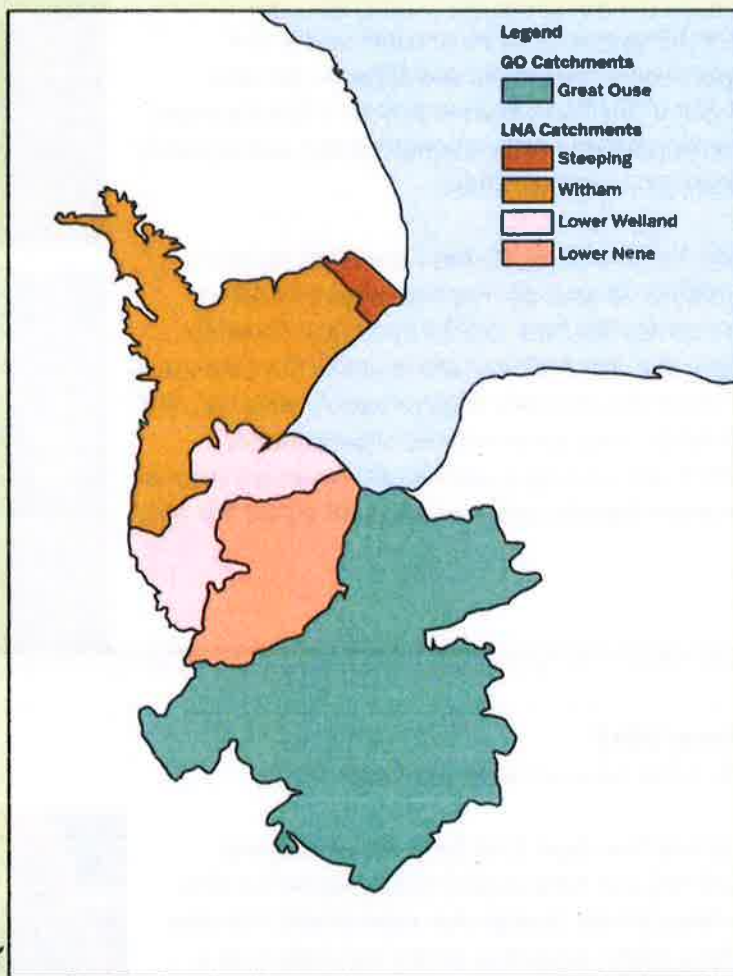 Legend
GO Catchments
Great Ouse
LNA Catchments
Steeping
Witham
Lower Welland
Lower Nene